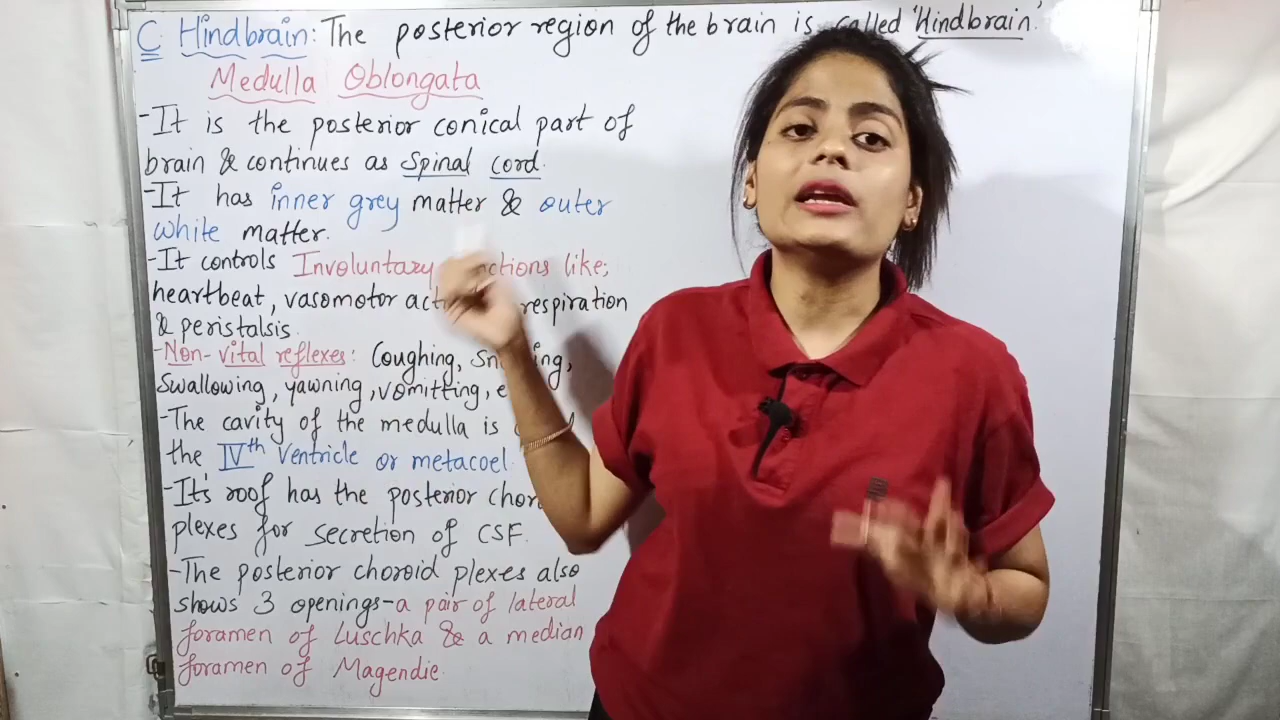 C Hindbrain: The posterior region of the brain is called 'Hindbrain.'
Medulla Oblongata
-It is the posterior conical part of
brain & continues as spinal cord.
-It has inner grey matter & outer
white matter.
-It controls Involuntary like;
heartbeat, vasomotor respiration
& peristalsis.
-Non-vital reflexes: Coughing,
Swallowing, yawning, vomitting,
-The cavity of the medulla is
the IVth Ventricle or metacoel.
-It's roof has the posterior
plexes for secretion of CSF.
-The posterior choroid plexes also
shows 3 openings-a pair of lateral
foramen of Luschka & a median
foramen of Magendie.